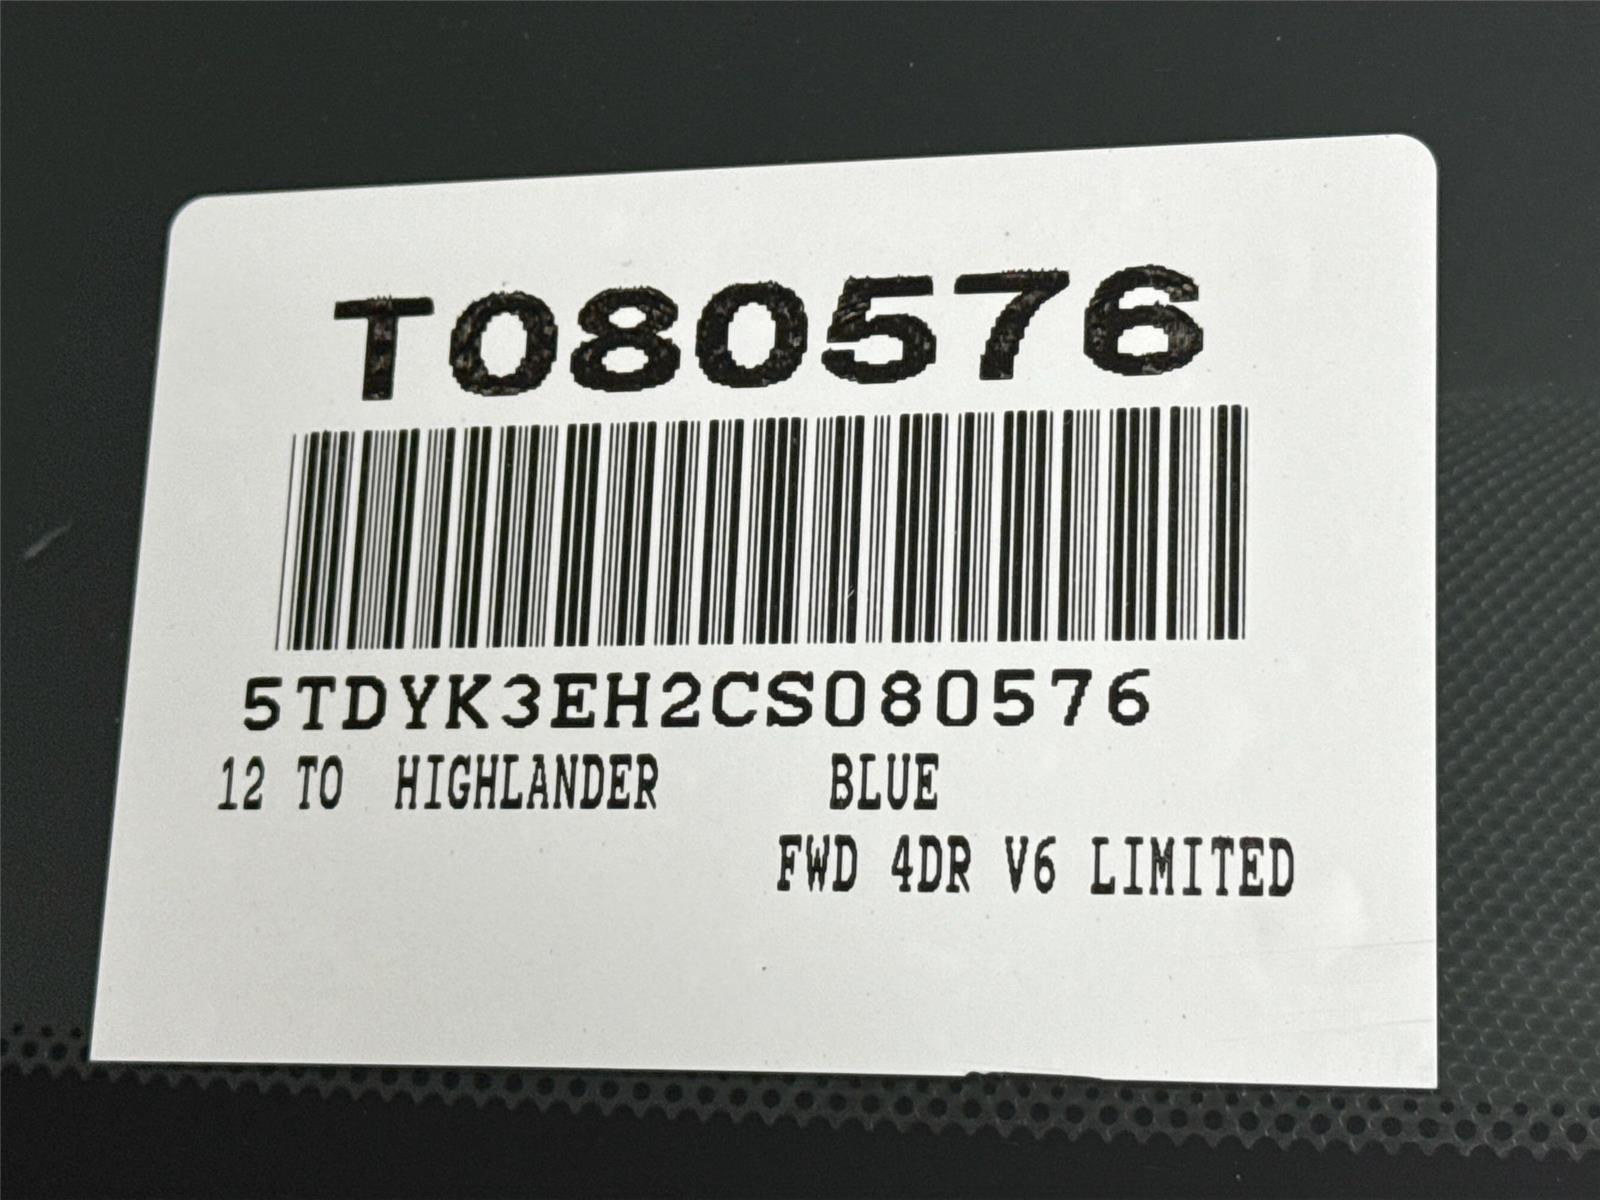 T080576
5TDYK3EH2CS080576
12 TO HIGHLANDER BLUE
FWD 4DR V6 LIMITED